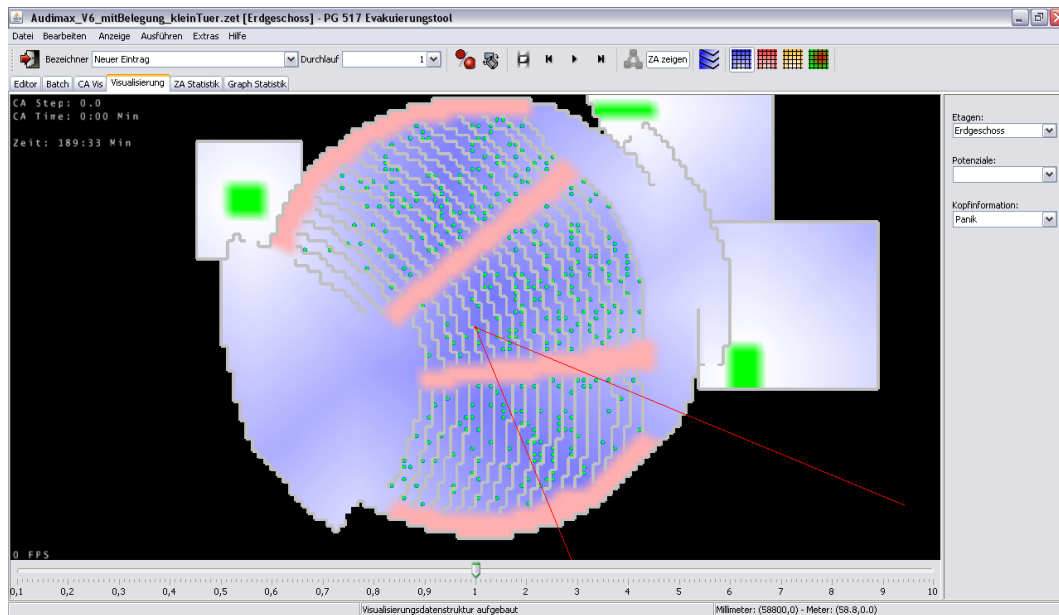 Audimax_V6_mitBelegung_kleinTuer.zet [Erdgeschoss] - PG 517 Evakuierungstool
Datei Bearbeiten Anzeige Ausführen Extras Hilfe
Bezeichner Neuer Eintrag Durchlauf 1 ZA zeigen
Editor Batch CA Vis Visualisierung ZA Statistik Graph Statistik
CA Step: 0.0
CA Time: 0:00 Min
Zeit: 189:33 Min
Etagen:
Erdgeschoss
Potenziale:
Kopfinformation:
Panik
0 FPS
0,1 0,2 0,3 0,4 0,5 0,6 0,7 0,8 0,9 1 2 3 4 5 6 7 8 9 10
Visualisierungsdatenstruktur aufgebaut Millimeter: (58800,0) - Meter: (58.8,0.0)